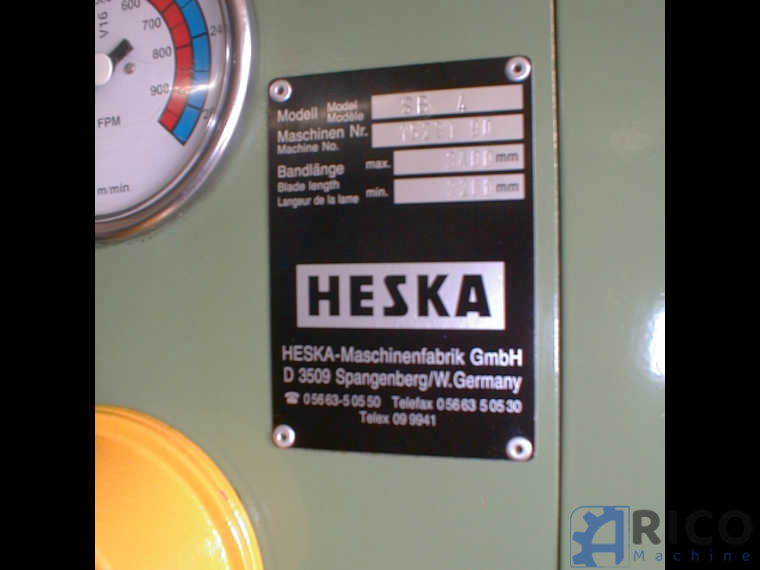 600
700
800
900
V16
FPM
m/min
Modell Model Modèle SB 4
Maschinen Nr.
Machine No.
Bandlänge max. mm
Blade length
Langeur de la lame min. mm
HESKA
HESKA-Maschinenfabrik GmbH
D 3509 Spangenberg/W.Germany
☎ 05663-50550 Telefax 05663 50530
Telex 099941
RICO
Machine